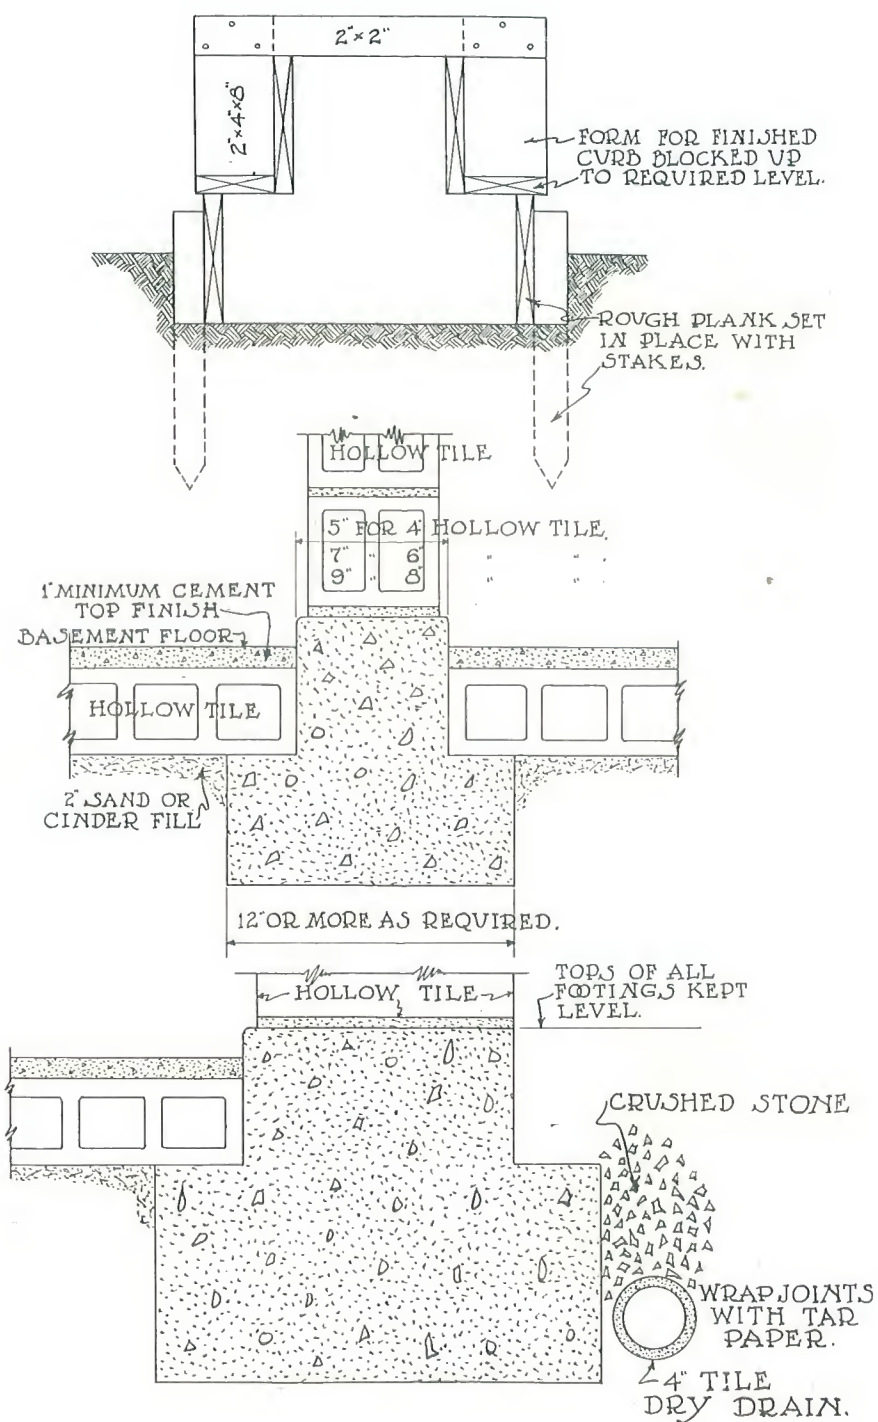 2"×2"
2"×4"×8"
FORM FOR FINISHED
CURB BLOCKED UP
TO REQUIRED LEVEL.
ROUGH PLANK SET
IN PLACE WITH
STAKES.
HOLLOW TILE
5" FOR 4" HOLLOW TILE.
7" " 6" " "
9" " 8" " "
1" MINIMUM CEMENT
TOP FINISH
BASEMENT FLOOR
HOLLOW TILE
2" SAND OR
CINDER FILL
12" OR MORE AS REQUIRED.
HOLLOW TILE
TOPS OF ALL
FOOTINGS KEPT
LEVEL.
CRUSHED STONE
WRAP JOINTS
WITH TAR
PAPER.
4" TILE
DRY DRAIN.